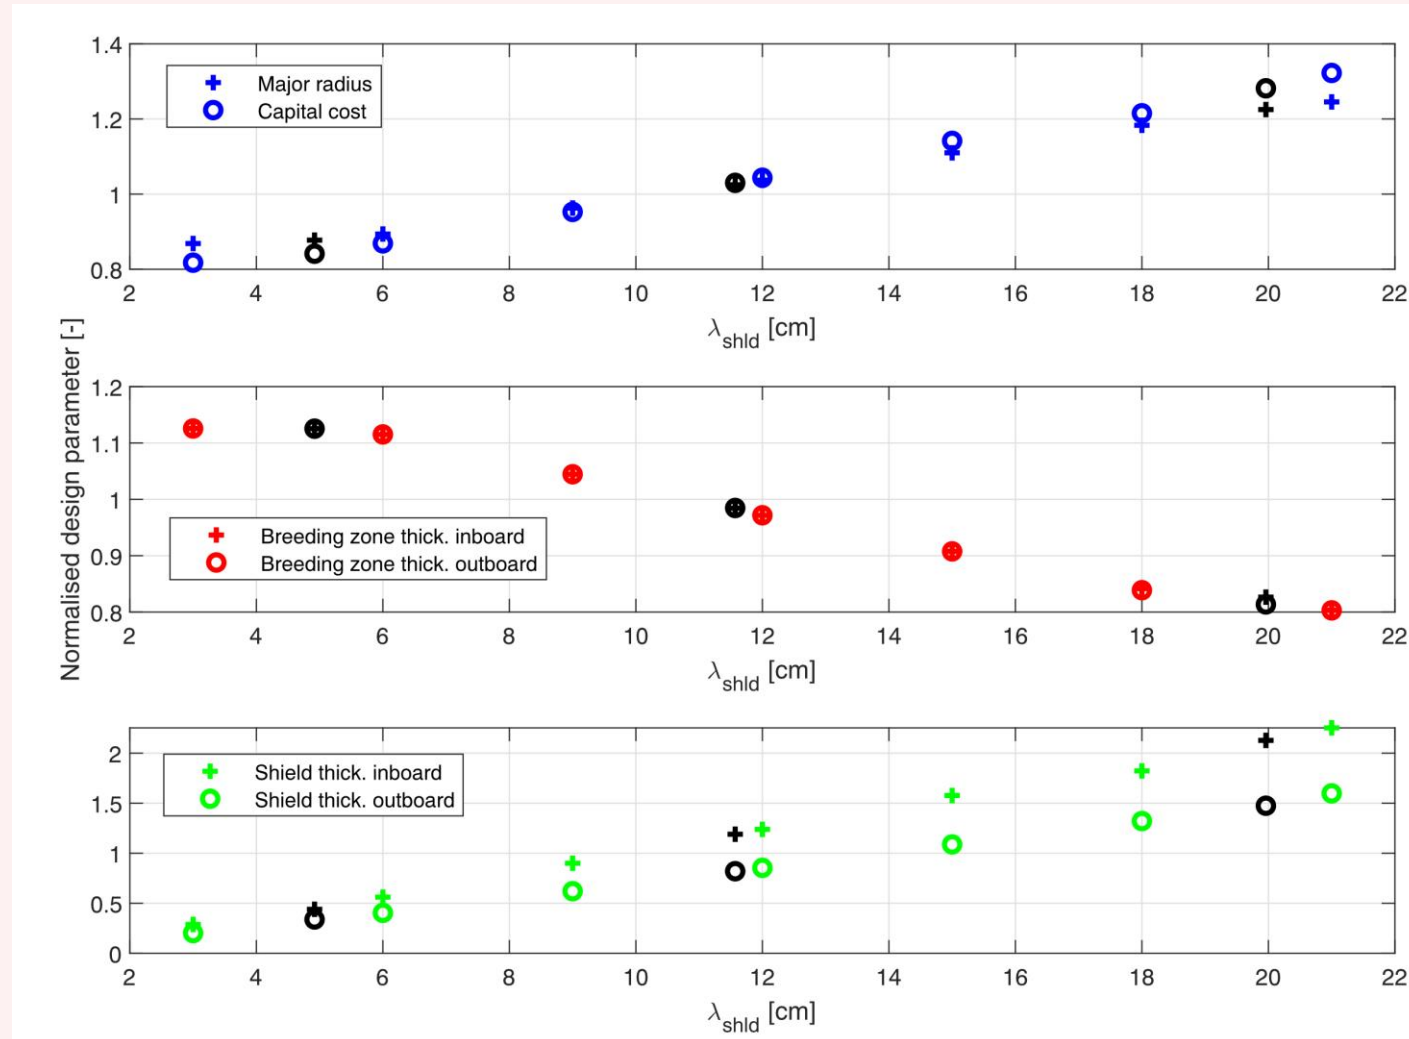 1.4
1.2
1
0.8
Major radius
Capital cost
2 4 6 8 10 12 14 16 18 20 22
λshld [cm]
Normalised design parameter [-]
1.2
1.1
1
0.9
0.8
Breeding zone thick. inboard
Breeding zone thick. outboard
2 4 6 8 10 12 14 16 18 20 22
λshld [cm]
2
1.5
1
0.5
0
Shield thick. inboard
Shield thick. outboard
2 4 6 8 10 12 14 16 18 20 22
λshld [cm]